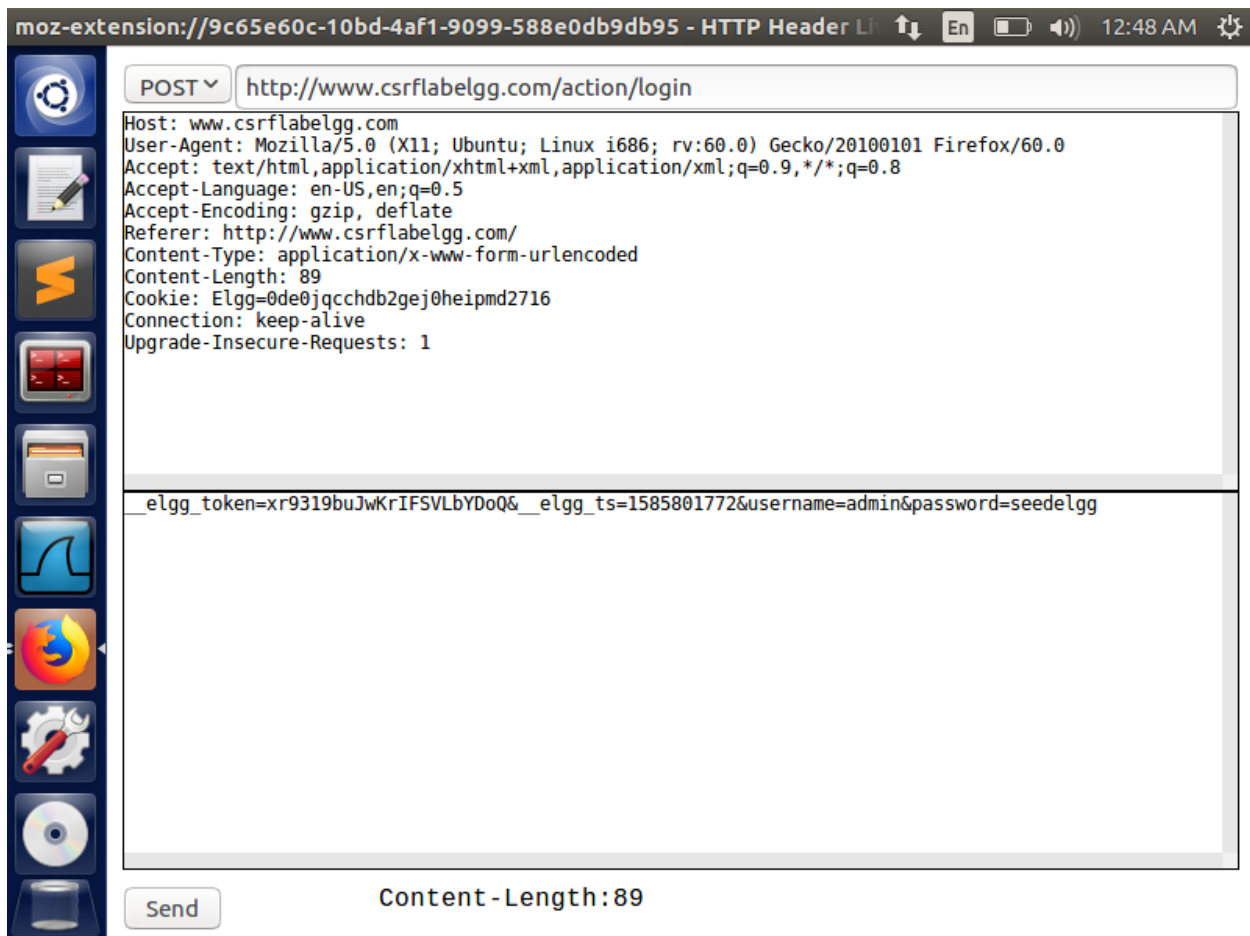 moz-extension://9c65e60c-10bd-4af1-9099-588e0db9db95 - HTTP Header Li En 12:48 AM
POST http://www.csrflabelgg.com/action/login
Host: www.csrflabelgg.com
User-Agent: Mozilla/5.0 (X11; Ubuntu; Linux i686; rv:60.0) Gecko/20100101 Firefox/60.0
Accept: text/html,application/xhtml+xml,application/xml;q=0.9,*/*;q=0.8
Accept-Language: en-US,en;q=0.5
Accept-Encoding: gzip, deflate
Referer: http://www.csrflabelgg.com/
Content-Type: application/x-www-form-urlencoded
Content-Length: 89
Cookie: Elgg=0de0jqcchdb2gej0heipmd2716
Connection: keep-alive
Upgrade-Insecure-Requests: 1
__elgg_token=xr9319buJwKrIFSVLbYDoQ&__elgg_ts=1585801772&username=admin&password=seedelgg
Send Content-Length:89